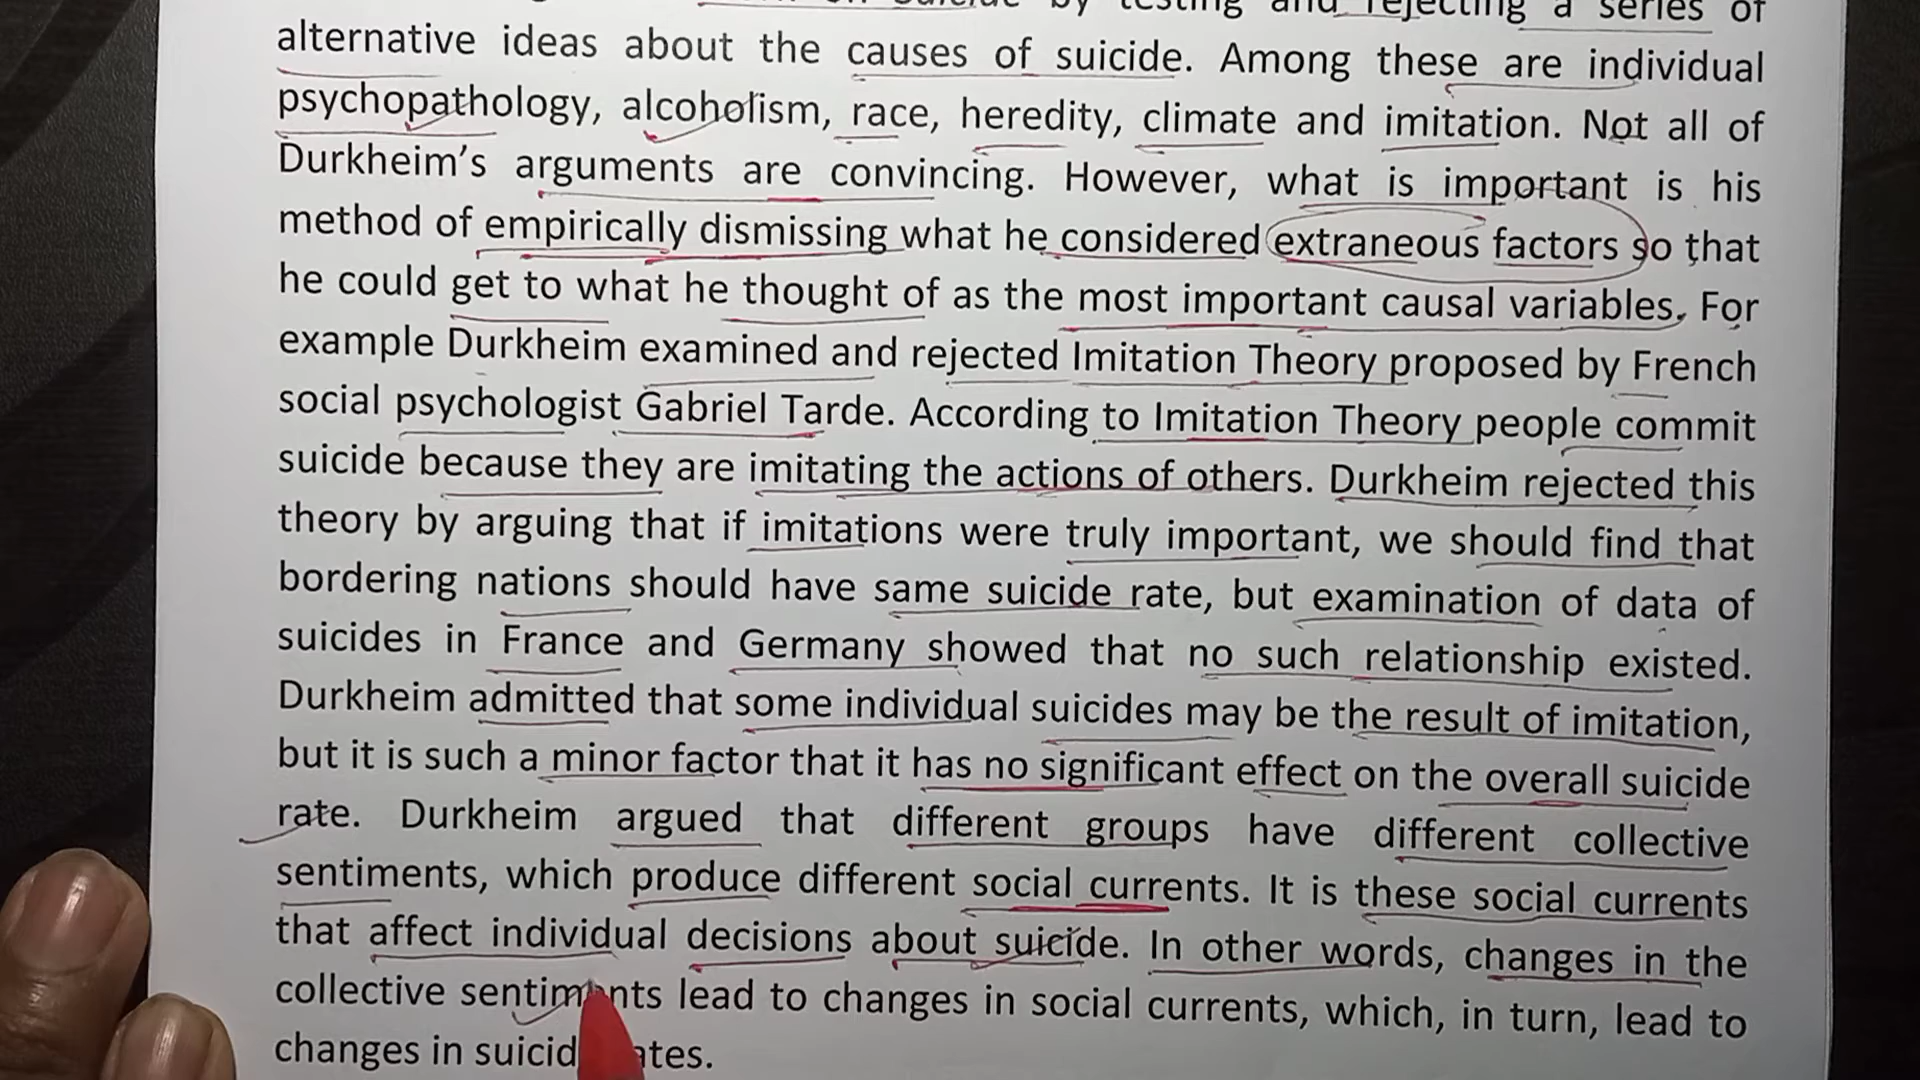 by testing and rejecting a series of
alternative ideas about the causes of suicide. Among these are individual
psychopathology, alcoholism, race, heredity, climate and imitation. Not all of
Durkheim’s arguments are convincing. However, what is important is his
method of empirically dismissing what he considered extraneous factors so that
he could get to what he thought of as the most important causal variables. For
example Durkheim examined and rejected Imitation Theory proposed by French
social psychologist Gabriel Tarde. According to Imitation Theory people commit
suicide because they are imitating the actions of others. Durkheim rejected this
theory by arguing that if imitations were truly important, we should find that
bordering nations should have same suicide rate, but examination of data of
suicides in France and Germany showed that no such relationship existed.
Durkheim admitted that some individual suicides may be the result of imitation,
but it is such a minor factor that it has no significant effect on the overall suicide
rate. Durkheim argued that different groups have different collective
sentiments, which produce different social currents. It is these social currents
that affect individual decisions about suicide. In other words, changes in the
collective sentiments lead to changes in social currents, which, in turn, lead to
changes in